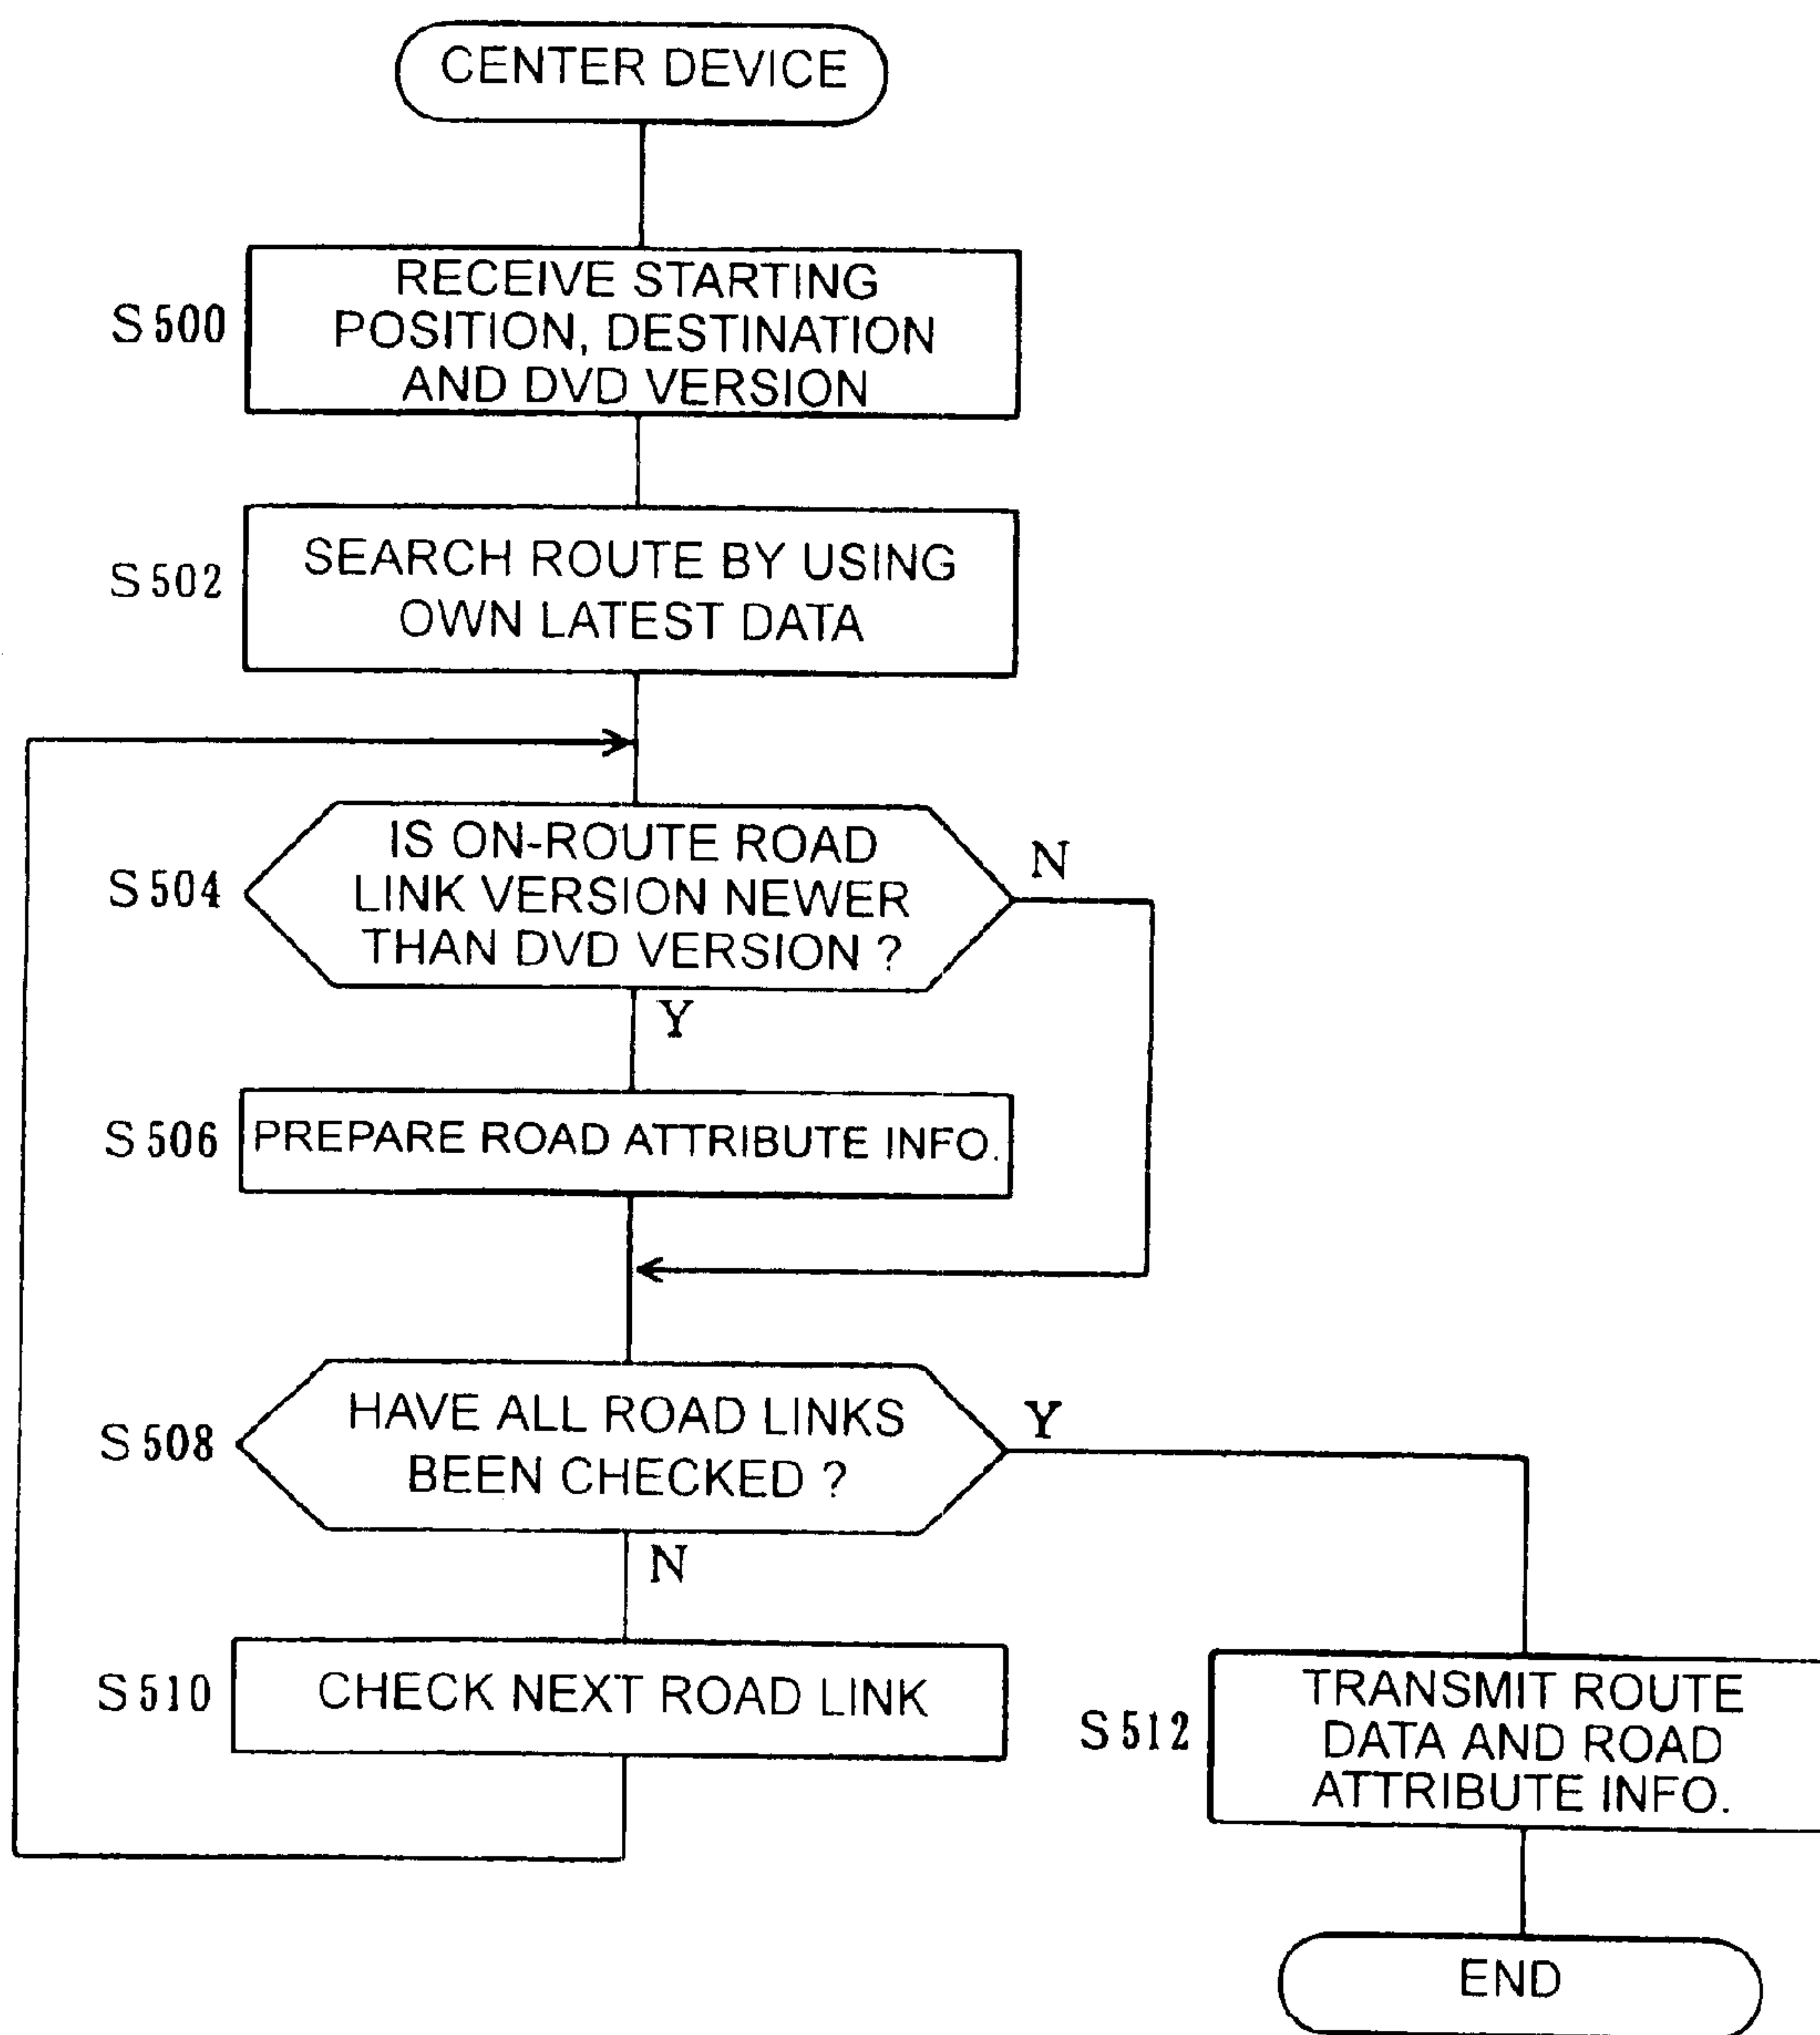 CENTER DEVICE
S500
RECEIVE STARTING
POSITION, DESTINATION
AND DVD VERSION
S502
SEARCH ROUTE BY USING
OWN LATEST DATA
S504
IS ON-ROUTE ROAD
LINK VERSION NEWER
THAN DVD VERSION ?
N
Y
S506
PREPARE ROAD ATTRIBUTE INFO.
S508
HAVE ALL ROAD LINKS
BEEN CHECKED ?
Y
N
S510
CHECK NEXT ROAD LINK
S512
TRANSMIT ROUTE
DATA AND ROAD
ATTRIBUTE INFO.
END